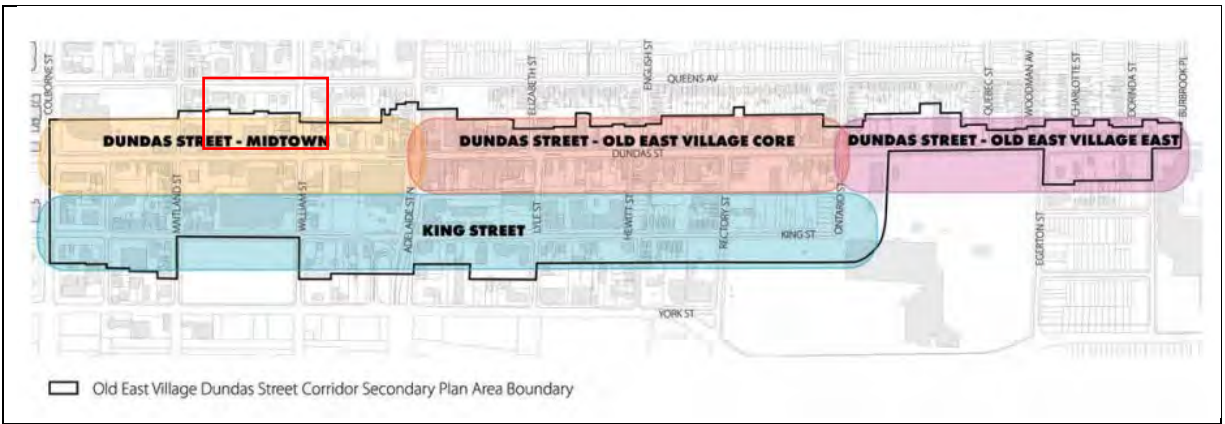 COLBORNE ST
ELIZABETH ST
ENGLISH ST
QUEENS AV
QUEBEC ST
WOODMAN AV
CHARLOTTE ST
DORINDA ST
BURBROOK PL
DUNDAS STREET - MIDTOWN
DUNDAS STREET - OLD EAST VILLAGE CORE
DUNDAS STREET - OLD EAST VILLAGE EAST
DUNDAS ST
MAITLAND ST
WILLIAM ST
ADELAIDE ST N
KING STREET
LYLE ST
HEWITT ST
RECTORY ST
KING ST
ONTARIO ST
EGERTON ST
YORK ST
Old East Village Dundas Street Corridor Secondary Plan Area Boundary